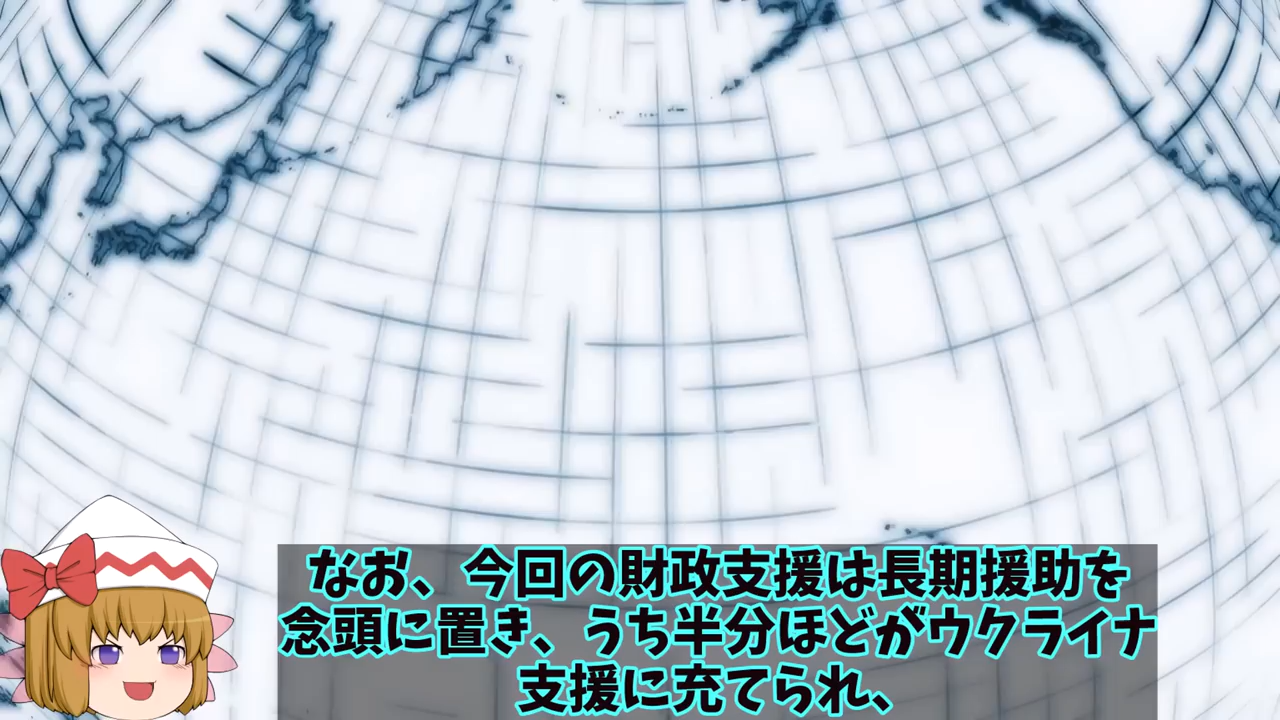 なお、今回の財政支援は長期援助を
念頭に置き、うち半分ほどがウクライナ
支援に充てられ、